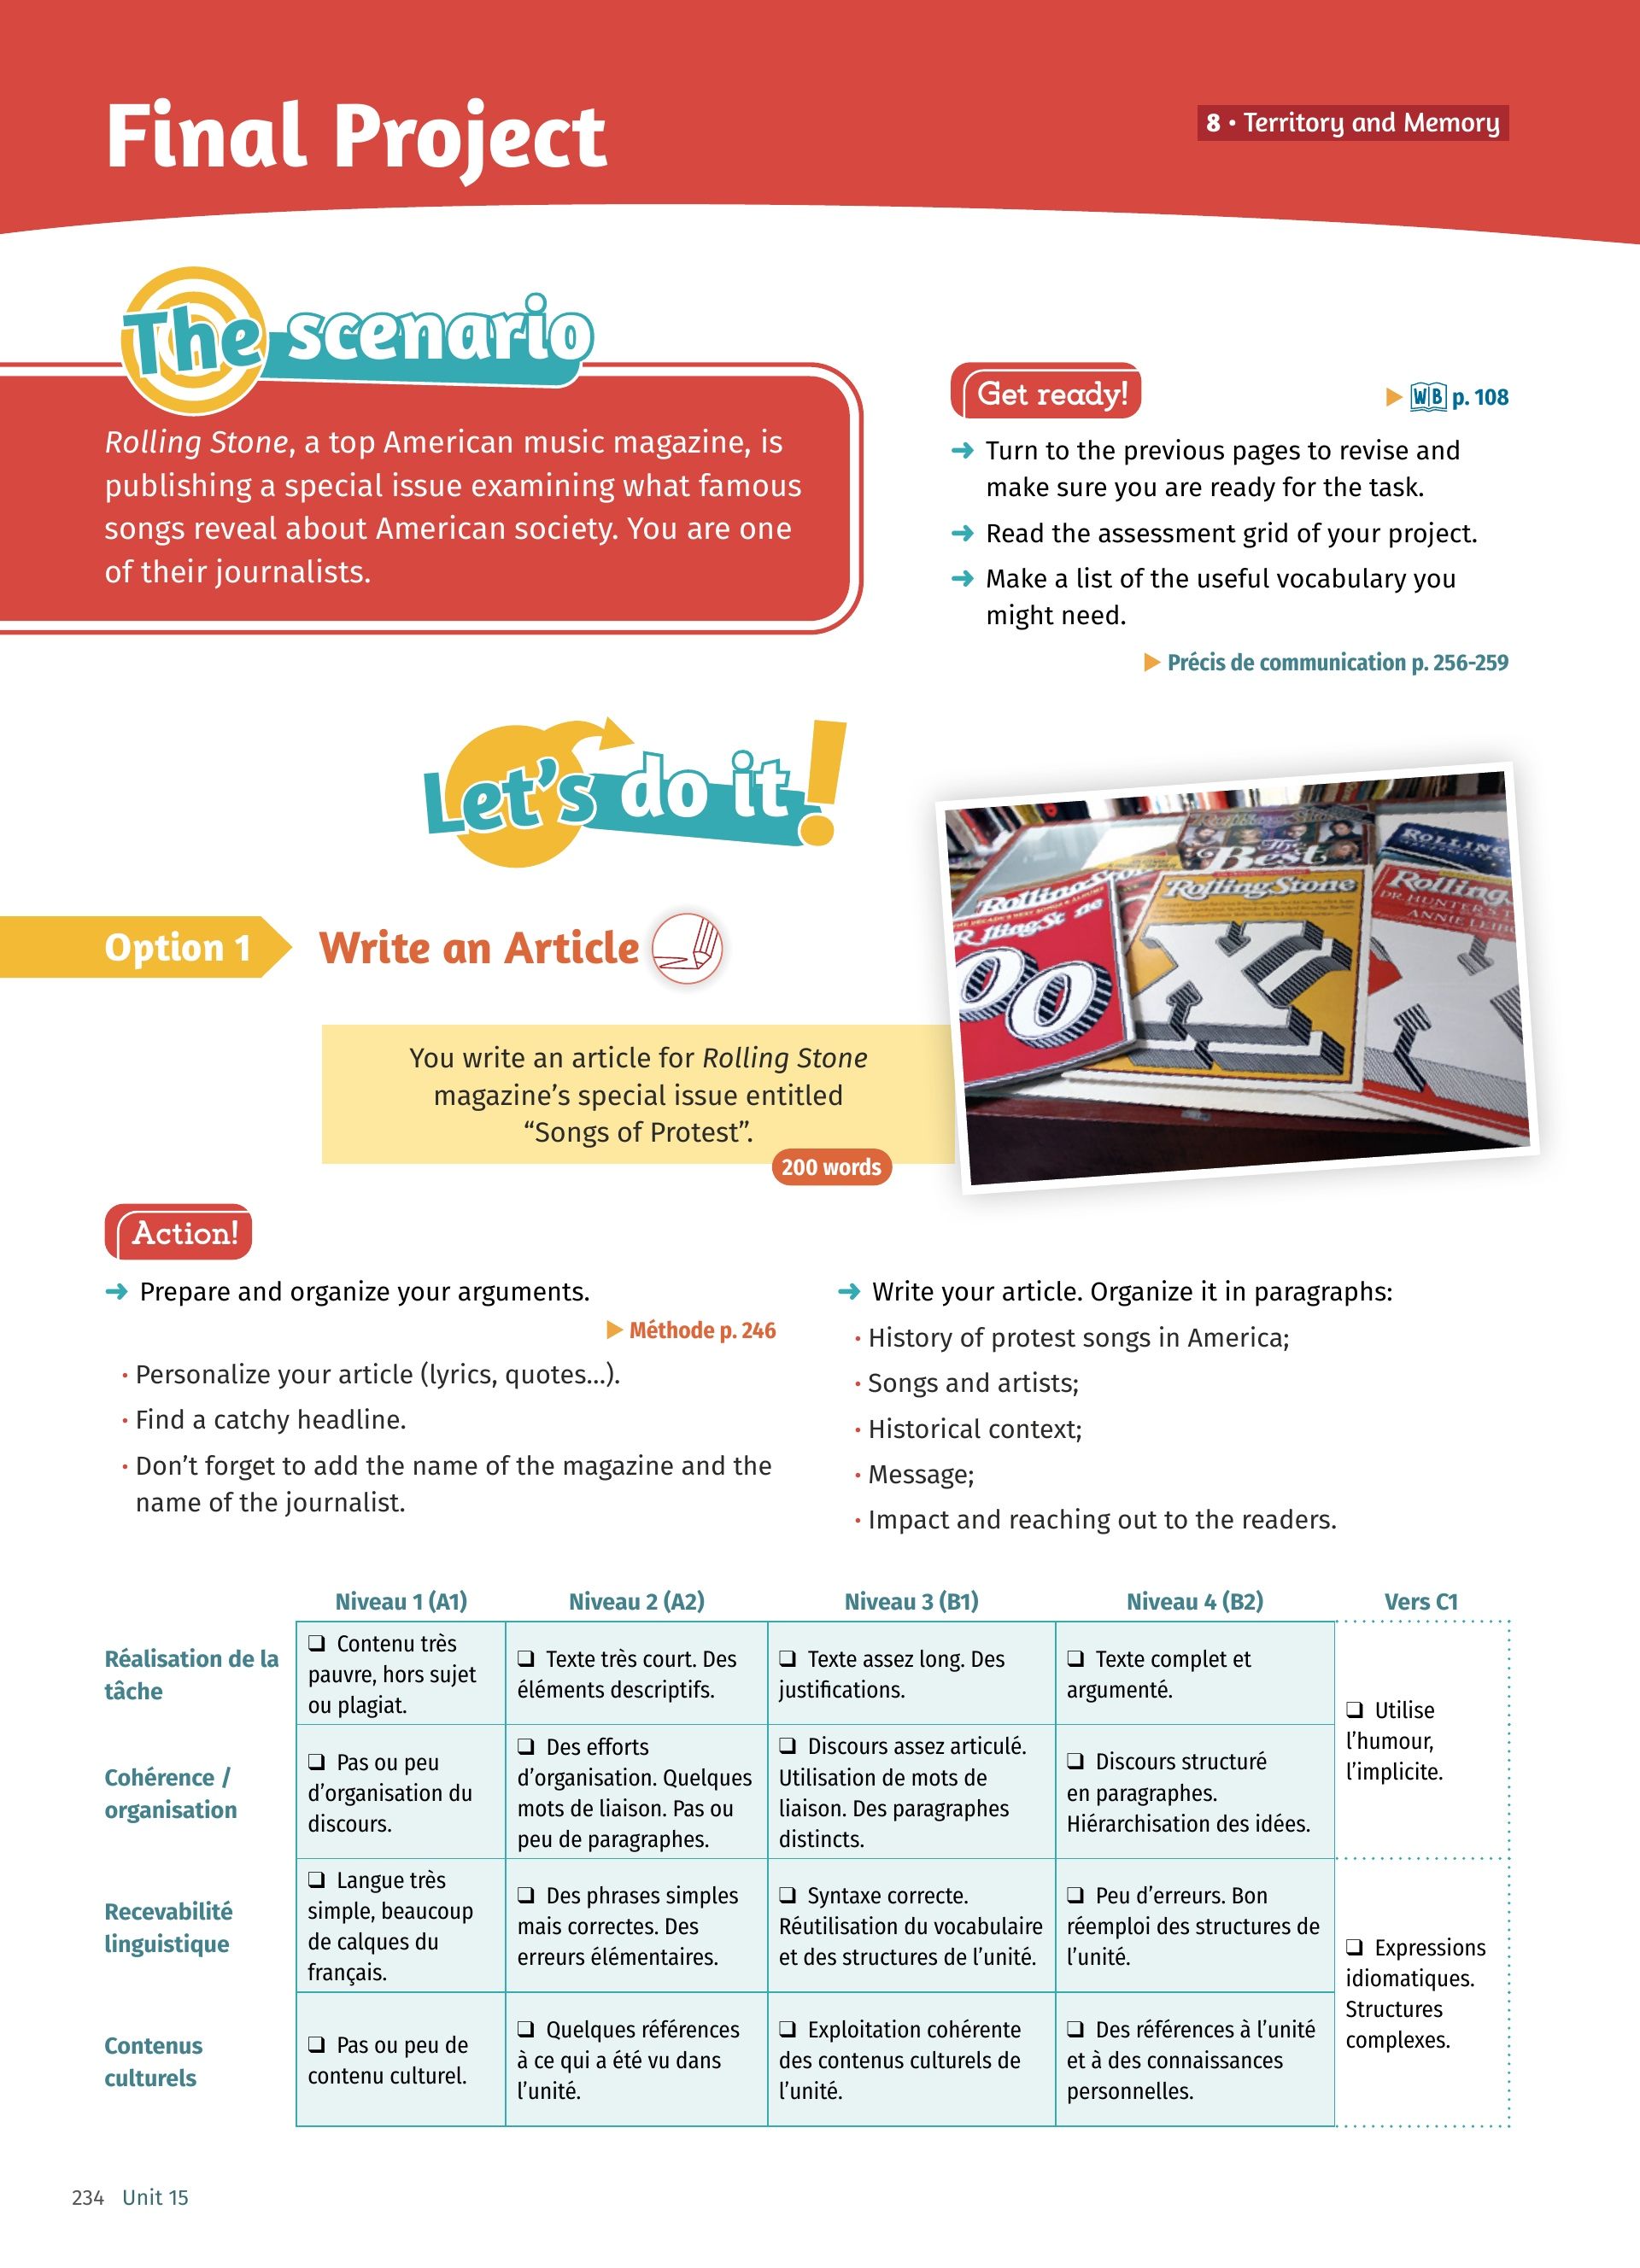 Final Project
8 • Territory and Memory
The scenario
Rolling Stone, a top American music magazine, is
publishing a special issue examining what famous
songs reveal about American society. You are one
of their journalists.
Get ready!
▶ WB p. 108
➜ Turn to the previous pages to revise and
make sure you are ready for the task.
➜ Read the assessment grid of your project.
➜ Make a list of the useful vocabulary you
might need.
▶ Précis de communication p. 256-259
Let's do it!
Rolling Stone
The Best
Rolling Stone
XL
Option 1
Write an Article
You write an article for Rolling Stone
magazine's special issue entitled
“Songs of Protest”.
200 words
Action!
➜ Prepare and organize your arguments.
▶ Méthode p. 246
· Personalize your article (lyrics, quotes...).
· Find a catchy headline.
· Don't forget to add the name of the magazine and the
name of the journalist.
➜ Write your article. Organize it in paragraphs:
· History of protest songs in America;
· Songs and artists;
· Historical context;
· Message;
· Impact and reaching out to the readers.
Niveau 1 (A1)
Niveau 2 (A2)
Niveau 3 (B1)
Niveau 4 (B2)
Vers C1
Réalisation de la
tâche
❑ Contenu très
pauvre, hors sujet
ou plagiat.
❑ Texte très court. Des
éléments descriptifs.
❑ Texte assez long. Des
justifications.
❑ Texte complet et
argumenté.
❑ Utilise
l'humour,
l'implicite.
Cohérence /
organisation
❑ Pas ou peu
d'organisation du
discours.
❑ Des efforts
d'organisation. Quelques
mots de liaison. Pas ou
peu de paragraphes.
❑ Discours assez articulé.
Utilisation de mots de
liaison. Des paragraphes
distincts.
❑ Discours structuré
en paragraphes.
Hiérarchisation des idées.
Recevabilité
linguistique
❑ Langue très
simple, beaucoup
de calques du
français.
❑ Des phrases simples
mais correctes. Des
erreurs élémentaires.
❑ Syntaxe correcte.
Réutilisation du vocabulaire
et des structures de l'unité.
❑ Peu d'erreurs. Bon
réemploi des structures de
l'unité.
❑ Expressions
idiomatiques.
Structures
complexes.
Contenus
culturels
❑ Pas ou peu de
contenu culturel.
❑ Quelques références
à ce qui a été vu dans
l'unité.
❑ Exploitation cohérente
des contenus culturels de
l'unité.
❑ Des références à l'unité
et à des connaissances
personnelles.
234 Unit 15